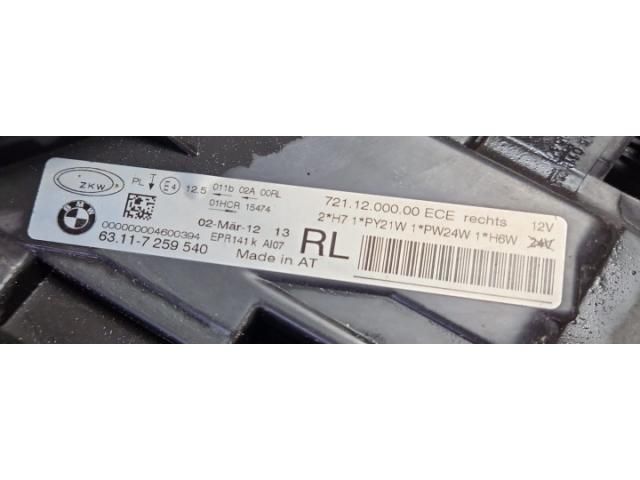 ZKW
PL E4 12.5 011b 02A 00RL
01HCR 15474
BMW
000000004600394
02-Mär-12 13
EPR141 k AI07
63.11-7 259 540 Made in AT
RL
721.12.000.00 ECE rechts 12V
2*H7 1*PY21W 1*PW24W 1*H6W 24V